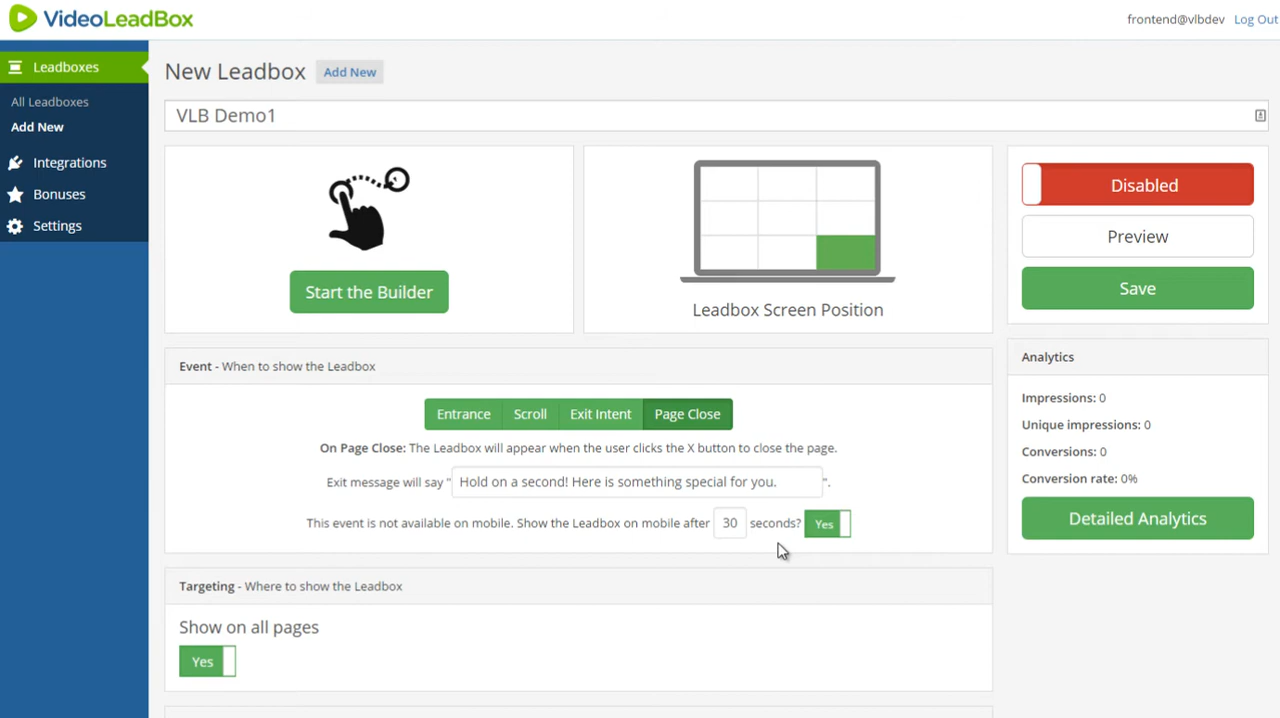 VideoLeadBox
frontend@vlbdev Log Out
Leadboxes
All Leadboxes
Add New
Integrations
Bonuses
Settings
New Leadbox Add New
VLB Demo1
Start the Builder
Leadbox Screen Position
Disabled
Preview
Save
Event - When to show the Leadbox
Entrance Scroll Exit Intent Page Close
On Page Close: The Leadbox will appear when the user clicks the X button to close the page.
Exit message will say "Hold on a second! Here is something special for you.".
This event is not available on mobile. Show the Leadbox on mobile after 30 seconds? Yes
Analytics
Impressions: 0
Unique impressions: 0
Conversions: 0
Conversion rate: 0%
Detailed Analytics
Targeting - Where to show the Leadbox
Show on all pages
Yes